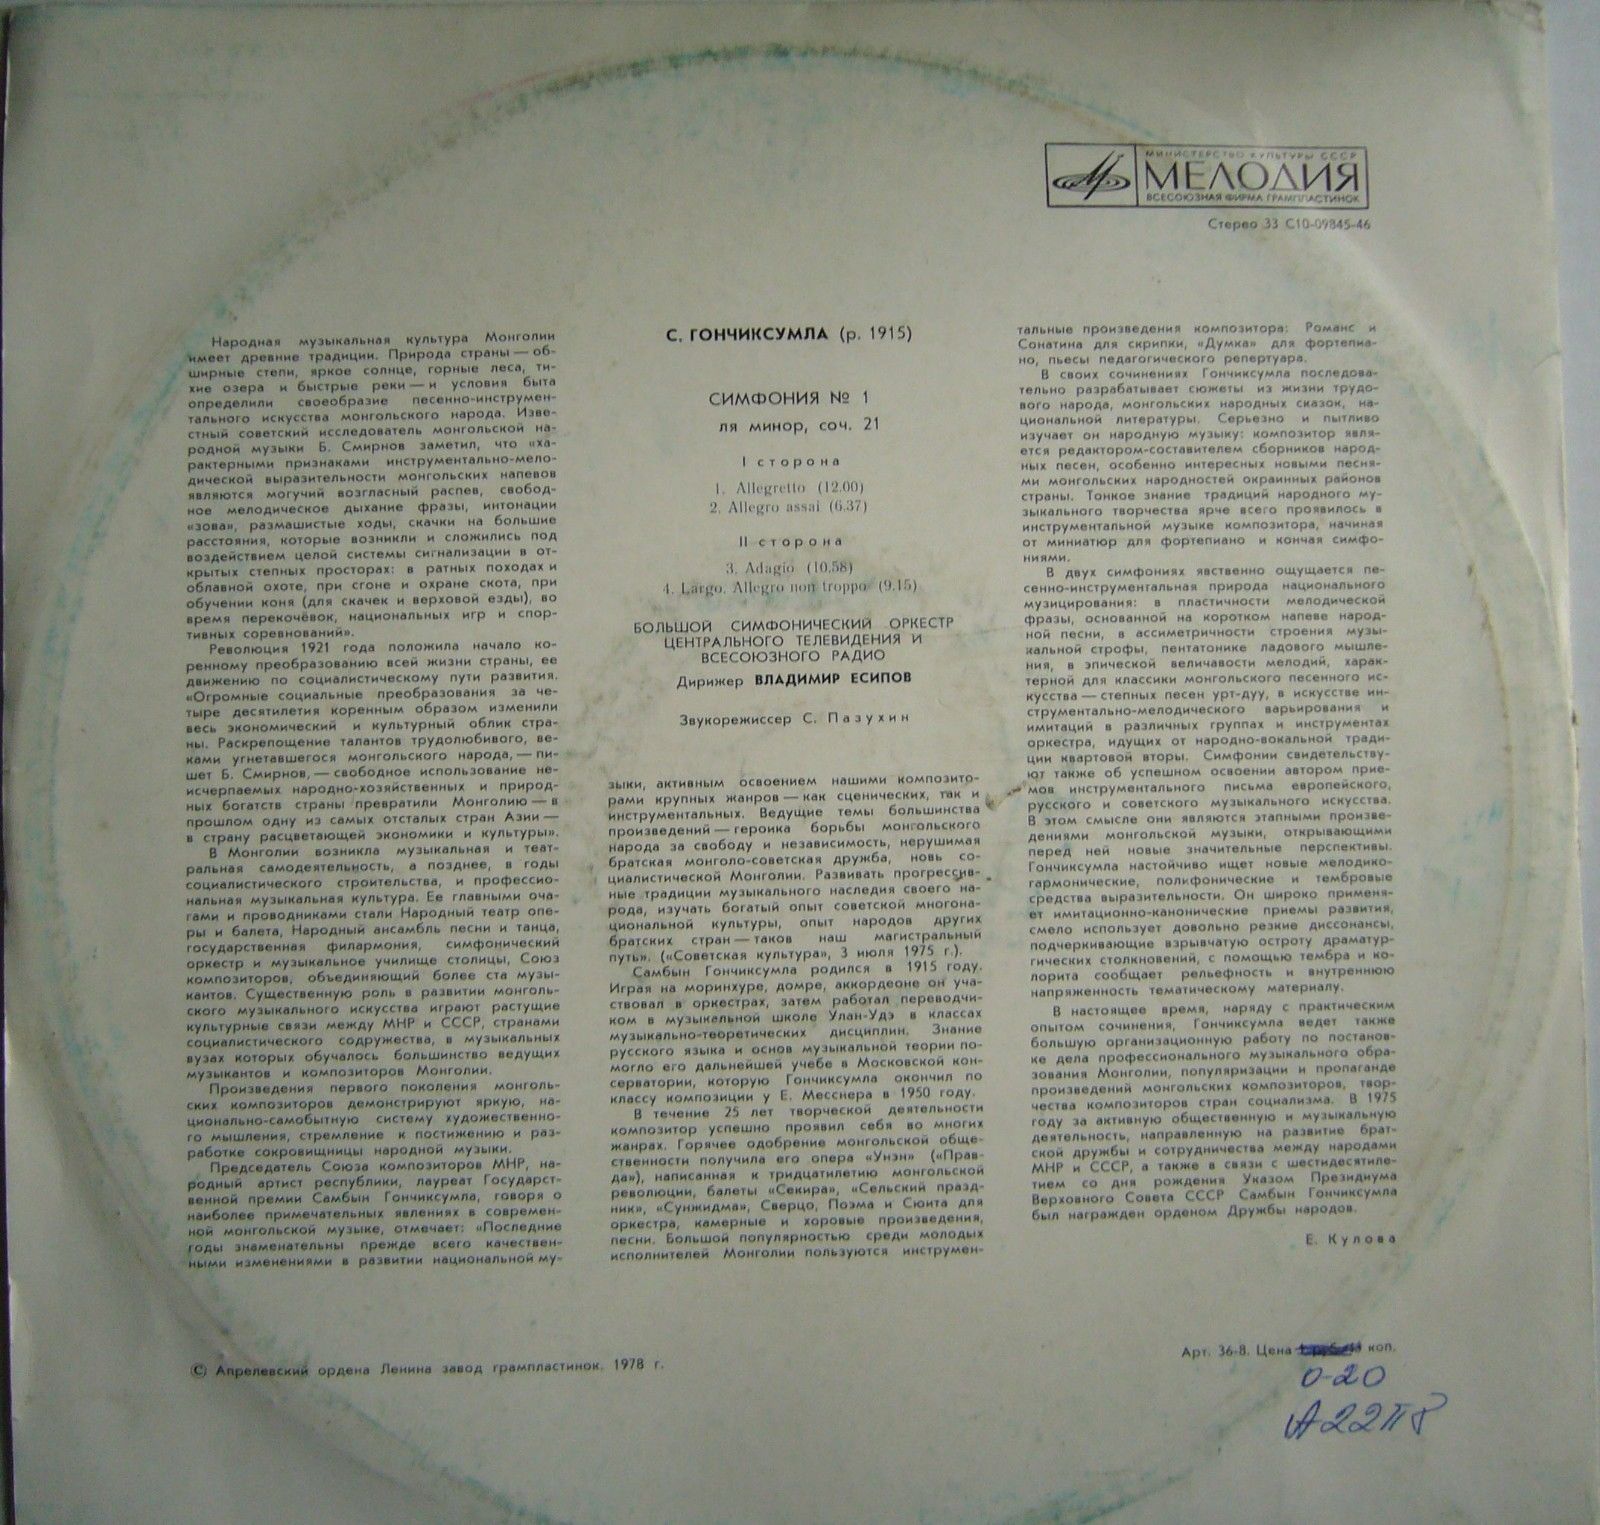 МИНИСТЕРСТВО КУЛЬТУРЫ СССР
МЕЛОДИЯ
ВСЕСОЮЗНАЯ ФИРМА ГРАМПЛАСТИНОК
Стерео 33 С10-09845-46
Народная музыкальная культура Монголии
имеет древние традиции. Природа страны — об-
ширные степи, яркое солнце, горные леса, ти-
хие озера и быстрые реки — и условия быта
определили своеобразие песенно-инструмен-
тального искусства монгольского народа. Изве-
стный советский исследователь монгольской на-
родной музыки Б. Смирнов заметил, что «ха-
рактерными признаками инструментально-мело-
дической выразительности монгольских напевов
являются могучий возгласный распев, свобод-
ное мелодическое дыхание фразы, интонации
«зова», размашистые ходы, скачки на большие
расстояния, которые возникли и сложились под
воздействием целой системы сигнализации в от-
крытых степных просторах: в ратных походах и
облавной охоте, при сгоне и охране скота, при
обучении коня (для скачек и верховой езды), во
время перекочёвок, национальных игр и спор-
тивных соревнований».
Революция 1921 года положила начало ко-
ренному преобразованию всей жизни страны, ее
движению по социалистическому пути развития.
«Огромные социальные преобразования за че-
тыре десятилетия коренным образом изменили
весь экономический и культурный облик стра-
ны. Раскрепощение талантов трудолюбивого, ве-
ками угнетавшегося монгольского народа, — пи-
шет Б. Смирнов, — свободное использование не-
исчерпаемых народно-хозяйственных и природ-
ных богатств страны превратили Монголию — в
прошлом одну из самых отсталых стран Азии —
в страну расцветающей экономики и культуры».
В Монголии возникла музыкальная и теат-
ральная самодеятельность, а позднее, в годы
социалистического строительства, и профессио-
нальная музыкальная культура. Ее главными оча-
гами и проводниками стали Народный театр опе-
ры и балета, Народный ансамбль песни и танца,
государственная филармония, симфонический
оркестр и музыкальное училище столицы, Союз
композиторов, объединяющий более ста музы-
кантов. Существенную роль в развитии монголь-
ского музыкального искусства играют растущие
культурные связи между МНР и СССР, странами
социалистического содружества, в музыкальных
вузах которых обучалось большинство ведущих
музыкантов и композиторов Монголии.
Произведения первого поколения монголь-
ских композиторов демонстрируют яркую, на-
ционально-самобытную систему художественно-
го мышления, стремление к постижению и раз-
работке сокровищницы народной музыки.
Председатель Союза композиторов МНР, на-
родный артист республики, лауреат Государст-
венной премии Самбын Гончиксумла, говоря о
наиболее примечательных явлениях в современ-
ной монгольской музыке, отмечает: «Последние
годы знаменательны прежде всего качествен-
ными изменениями в развитии национальной му-
С. ГОНЧИКСУМЛА (р. 1915)
СИМФОНИЯ № 1
ля минор, соч. 21
I сторона
1. Allegretto (12.00)
2. Allegro assai (6.37)
II сторона
3. Adagio (10.58)
4. Largo. Allegro non troppo (9.15)
БОЛЬШОЙ СИМФОНИЧЕСКИЙ ОРКЕСТР
ЦЕНТРАЛЬНОГО ТЕЛЕВИДЕНИЯ И
ВСЕСОЮЗНОГО РАДИО
Дирижер ВЛАДИМИР ЕСИПОВ
Звукорежиссер С. Пазухин
зыки, активным освоением нашими композито-
рами крупных жанров — как сценических, так и
инструментальных. Ведущие темы большинства
произведений — героика борьбы монгольского
народа за свободу и независимость, нерушимая
братская монголо-советская дружба, новь со-
циалистической Монголии. Развивать прогрессив-
ные традиции музыкального наследия своего на-
рода, изучать богатый опыт советской многона-
циональной культуры, опыт народов других
братских стран — таков наш магистральный
путь». («Советская культура», 3 июля 1975 г.).
Самбын Гончиксумла родился в 1915 году.
Играя на моринхуре, домре, аккордеоне он уча-
ствовал в оркестрах, затем работал переводчи-
ком в музыкальной школе Улан-Удэ в классах
музыкально-теоретических дисциплин. Знание
русского языка и основ музыкальной теории по-
могло его дальнейшей учебе в Московской кон-
серватории, которую Гончиксумла окончил по
классу композиции у Е. Месснера в 1950 году.
В течение 25 лет творческой деятельности
композитор успешно проявил себя во многих
жанрах. Горячее одобрение монгольской обще-
ственности получила его опера «Унэн» («Прав-
да»), написанная к тридцатилетию монгольской
революции, балеты «Секира», «Сельский празд-
ник», «Сунжидма», Сверцо, Поэма и Сюита для
оркестра, камерные и хоровые произведения,
песни. Большой популярностью среди молодых
исполнителей Монголии пользуются инструмен-
тальные произведения композитора: Романс и
Сонатина для скрипки, «Думка» для фортепиа-
но, пьесы педагогического репертуара.
В своих сочинениях Гончиксумла последова-
тельно разрабатывает сюжеты из жизни трудо-
вого народа, монгольских народных сказок, на-
циональной литературы. Серьезно и пытливо
изучает он народную музыку: композитор явля-
ется редактором-составителем сборников народ-
ных песен, особенно интересных новыми песня-
ми монгольских народностей окраинных районов
страны. Тонкое знание традиций народного му-
зыкального творчества ярче всего проявилось в
инструментальной музыке композитора, начиная
от миниатюр для фортепиано и кончая симфо-
ниями.
В двух симфониях явственно ощущается пе-
сенно-инструментальная природа национального
музицирования: в пластичности мелодической
фразы, основанной на коротком напеве народ-
ной песни, в ассиметричности строения музы-
кальной строфы, пентатонике ладового мышле-
ния, в эпической величавости мелодий, харак-
терной для классики монгольского песенного ис-
кусства — степных песен урт-дуу, в искусстве ин-
струментально-мелодического варьирования и
имитаций в различных группах и инструментах
оркестра, идущих от народно-вокальной тради-
ции квартовой вторы. Симфонии свидетельству-
ют также об успешном освоении автором прие-
мов инструментального письма европейского,
русского и советского музыкального искусства.
В этом смысле они являются этапными произве-
дениями монгольской музыки, открывающими
перед ней новые значительные перспективы.
Гончиксумла настойчиво ищет новые мелодико-
гармонические, полифонические и тембровые
средства выразительности. Он широко применя-
ет имитационно-канонические приемы развития,
смело использует довольно резкие диссонансы,
подчеркивающие взрывчатую остроту драматур-
гических столкновений, с помощью тембра и ко-
лорита сообщает рельефность и внутреннюю
напряженность тематическому материалу.
В настоящее время, наряду с практическим
опытом сочинения, Гончиксумла ведет также
большую организационную работу по постанов-
ке дела профессионального музыкального обра-
зования Монголии, популяризации и пропаганде
произведений монгольских композиторов, твор-
чества композиторов стран социализма. В 1975
году за активную общественную и музыкальную
деятельность, направленную на развитие брат-
ской дружбы и сотрудничества между народами
МНР и СССР, а также в связи с шестидесятиле-
тием со дня рождения Указом Президиума
Верховного Совета СССР Самбын Гончиксумла
был награжден орденом Дружбы народов.
Е. Кулова
© Апрелевский ордена Ленина завод грампластинок. 1978 г.
Арт. 36-8. Цена коп.
0-20